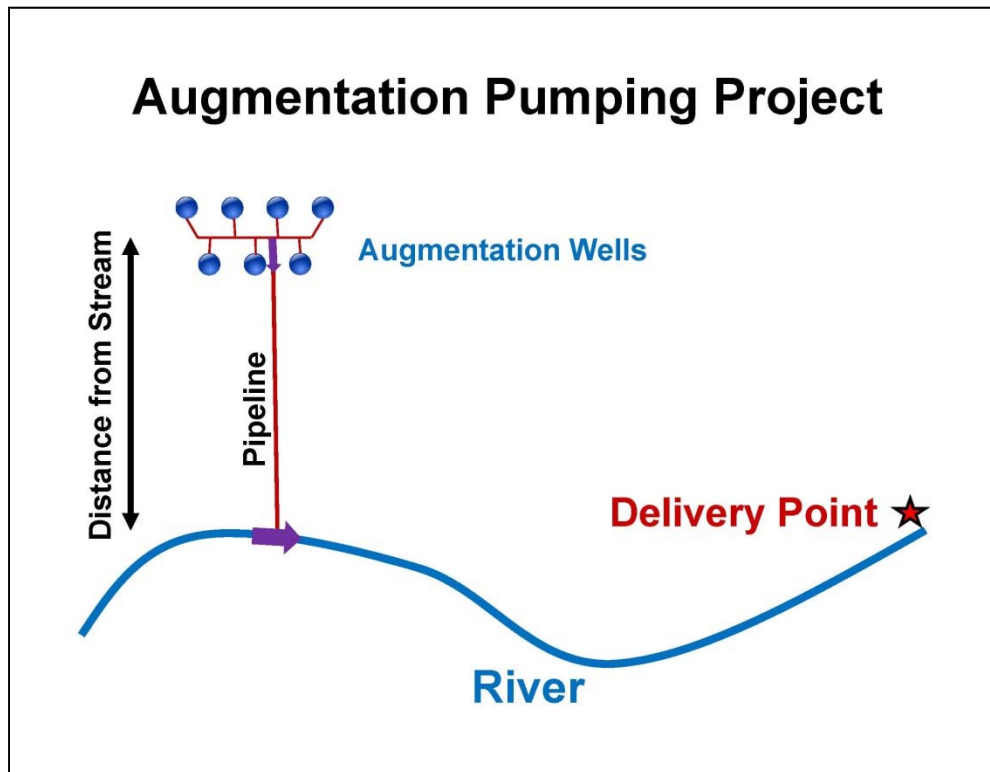 Augmentation Pumping Project
Augmentation Wells
Distance from Stream
Pipeline
Delivery Point
River